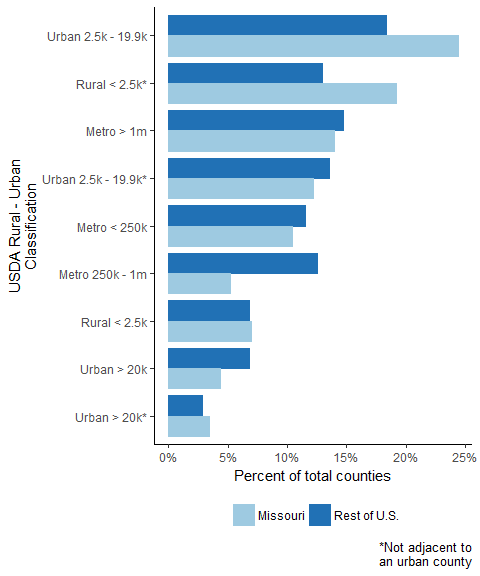 USDA Rural - Urban
Classification
Urban 2.5k - 19.9k
Rural < 2.5k*
Metro > 1m
Urban 2.5k - 19.9k*
Metro < 250k
Metro 250k - 1m
Rural < 2.5k
Urban > 20k
Urban > 20k*
0% 5% 10% 15% 20% 25%
Percent of total counties
Missouri Rest of U.S.
*Not adjacent to
an urban county